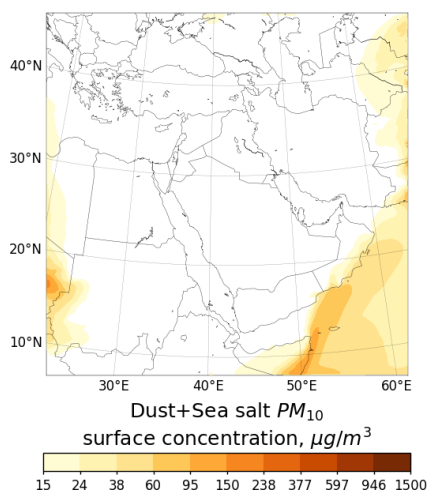 40°N
30°N
20°N
10°N
30°E 40°E 50°E 60°E
Dust+Sea salt PM₁₀
surface concentration, μg/m³
15 24 38 60 95 150 238 377 597 946 1500